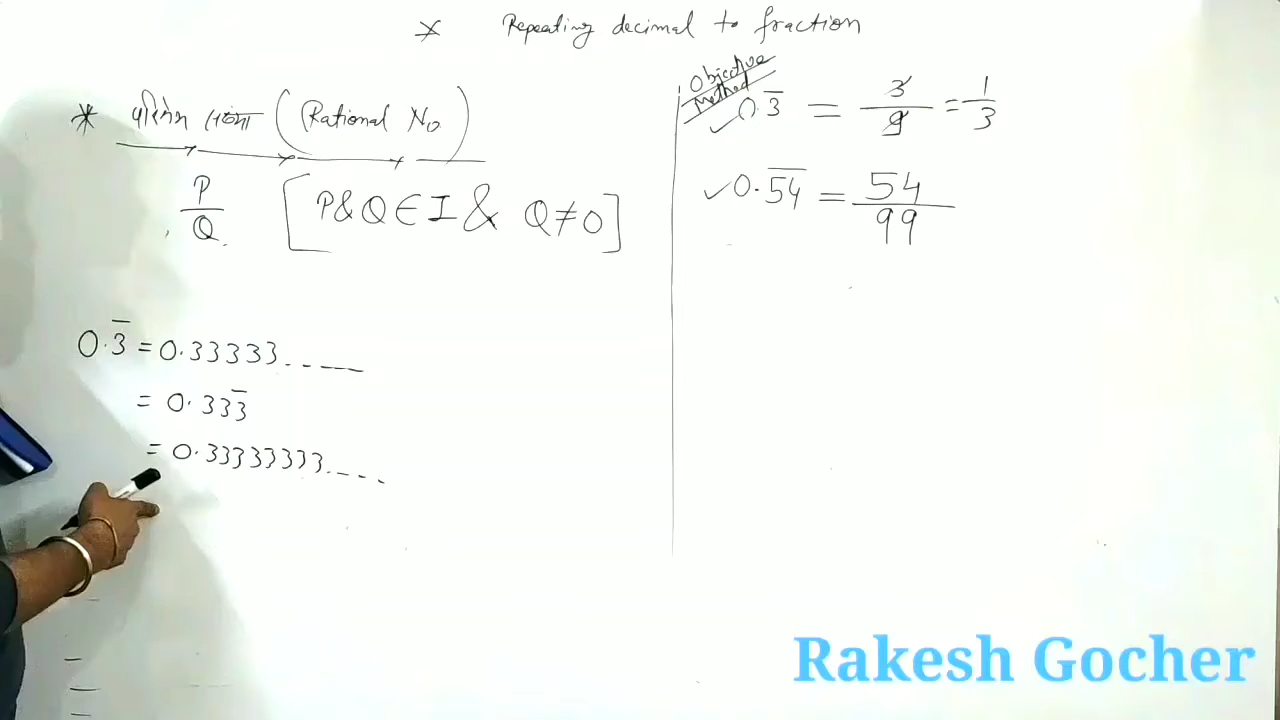 * Repeating decimal to fraction
* परिमेय संख्या (Rational No)
P/Q [P&Q∈I & Q≠0]
0.3̅ = 0.33333.. ----
= 0.333̅
= 0.33333333. - - -
Objective
Method
0.3̅ = 3/9 = 1/3
✓ 0.5̅4̅ = 54/99
Rakesh Gocher